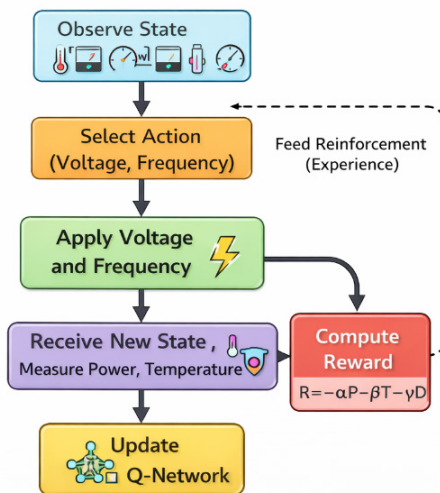 Observe State
Select Action
(Voltage, Frequency)
Feed Reinforcement
(Experience)
Apply Voltage
and Frequency
Receive New State ,
Measure Power, Temperature
Compute
Reward
R=−αP−βT−γD
Update
Q-Network